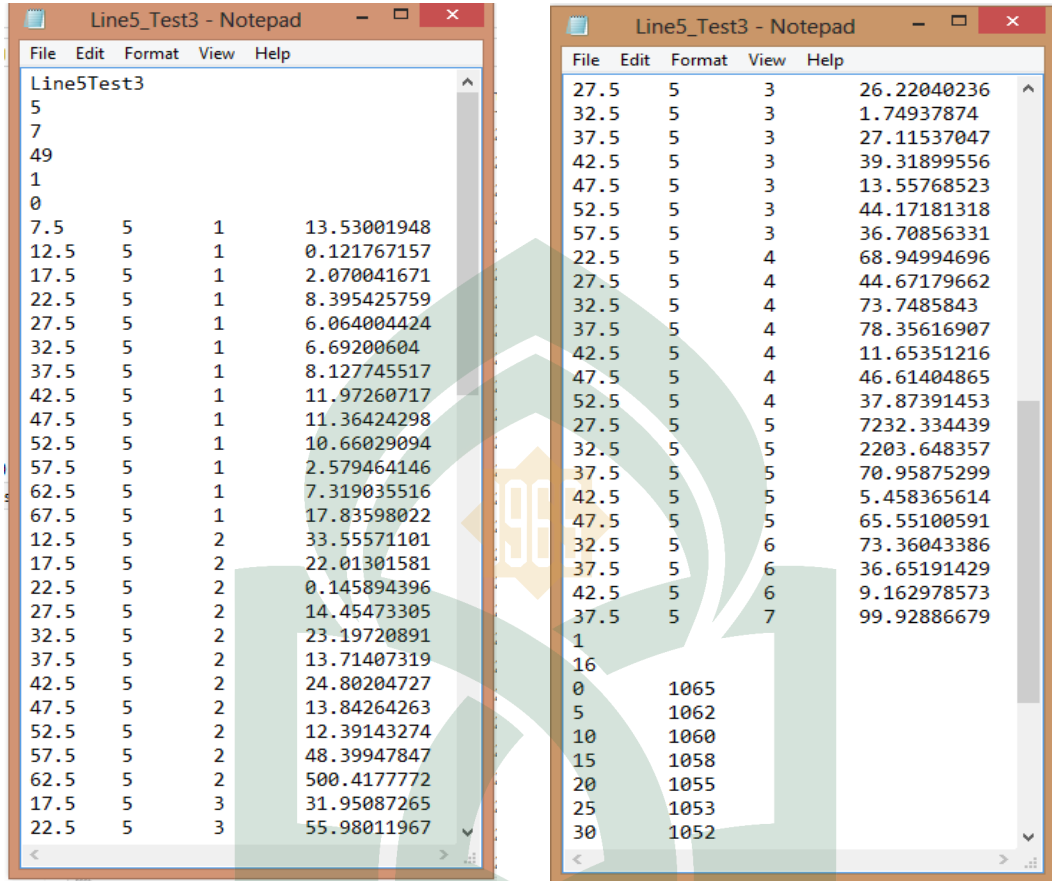 Line5_Test3 - Notepad
File Edit Format View Help
Line5Test3
5
7
49
1
0
7.5 5 1 13.53001948
12.5 5 1 0.121767157
17.5 5 1 2.070041671
22.5 5 1 8.395425759
27.5 5 1 6.064004424
32.5 5 1 6.69200604
37.5 5 1 8.127745517
42.5 5 1 11.97260717
47.5 5 1 11.36424298
52.5 5 1 10.66029094
57.5 5 1 2.579464146
62.5 5 1 7.319035516
67.5 5 1 17.83598022
12.5 5 2 33.55571101
17.5 5 2 22.01301581
22.5 5 2 0.145894396
27.5 5 2 14.45473305
32.5 5 2 23.19720891
37.5 5 2 13.71407319
42.5 5 2 24.80204727
47.5 5 2 13.84264263
52.5 5 2 12.39143274
57.5 5 2 48.39947847
62.5 5 2 500.4177772
17.5 5 3 31.95087265
22.5 5 3 55.98011967
Line5_Test3 - Notepad
File Edit Format View Help
27.5 5 3 26.22040236
32.5 5 3 1.74937874
37.5 5 3 27.11537047
42.5 5 3 39.31899556
47.5 5 3 13.55768523
52.5 5 3 44.17181318
57.5 5 3 36.70856331
22.5 5 4 68.94994696
27.5 5 4 44.67179662
32.5 5 4 73.7485843
37.5 5 4 78.35616907
42.5 5 4 11.65351216
47.5 5 4 46.61404865
52.5 5 4 37.87391453
27.5 5 5 7232.334439
32.5 5 5 2203.648357
37.5 5 5 70.95875299
42.5 5 5 5.458365614
47.5 5 5 65.55100591
32.5 5 6 73.36043386
37.5 5 6 36.65191429
42.5 5 6 9.162978573
37.5 5 7 99.92886679
1
16
0 1065
5 1062
10 1060
15 1058
20 1055
25 1053
30 1052